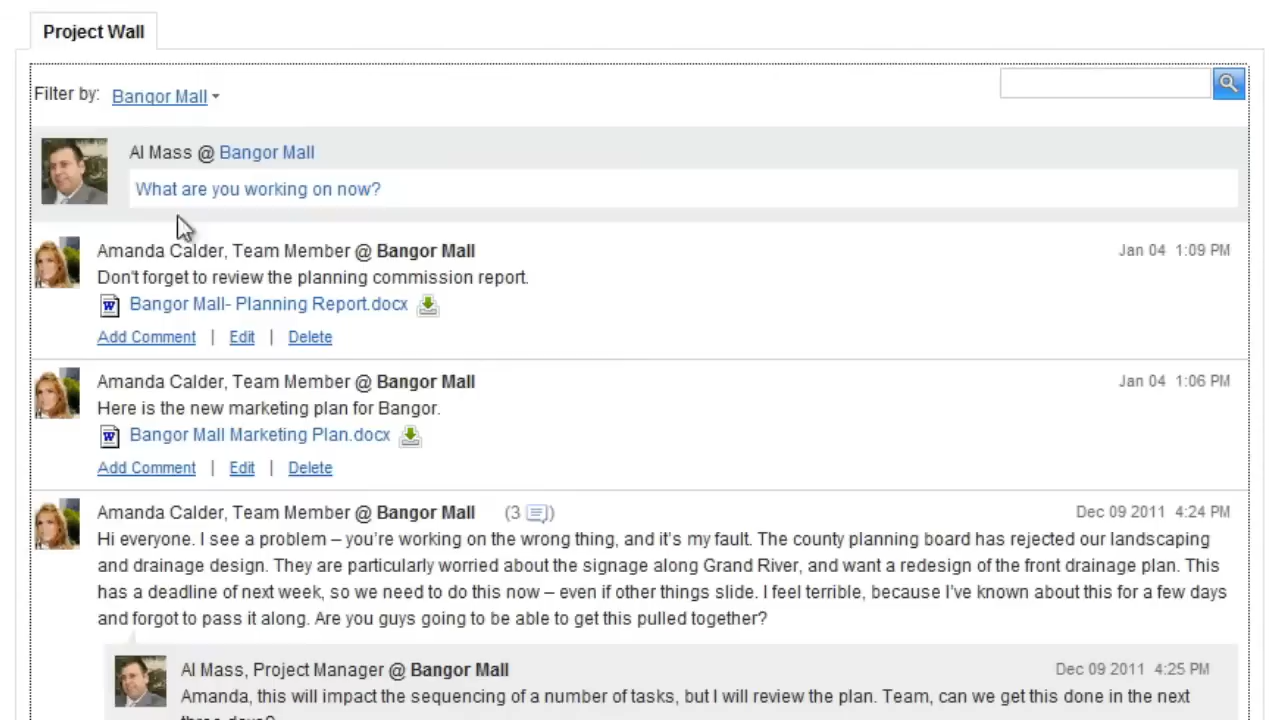 Project Wall
Filter by: Bangor Mall
Al Mass @ Bangor Mall
What are you working on now?
Amanda Calder, Team Member @ Bangor Mall Jan 04 1:09 PM
Don't forget to review the planning commission report.
Bangor Mall- Planning Report.docx
Add Comment | Edit | Delete
Amanda Calder, Team Member @ Bangor Mall Jan 04 1:06 PM
Here is the new marketing plan for Bangor.
Bangor Mall Marketing Plan.docx
Add Comment | Edit | Delete
Amanda Calder, Team Member @ Bangor Mall (3) Dec 09 2011 4:24 PM
Hi everyone. I see a problem – you're working on the wrong thing, and it's my fault. The county planning board has rejected our landscaping
and drainage design. They are particularly worried about the signage along Grand River, and want a redesign of the front drainage plan. This
has a deadline of next week, so we need to do this now – even if other things slide. I feel terrible, because I've known about this for a few days
and forgot to pass it along. Are you guys going to be able to get this pulled together?
Al Mass, Project Manager @ Bangor Mall Dec 09 2011 4:25 PM
Amanda, this will impact the sequencing of a number of tasks, but I will review the plan. Team, can we get this done in the next
three days?